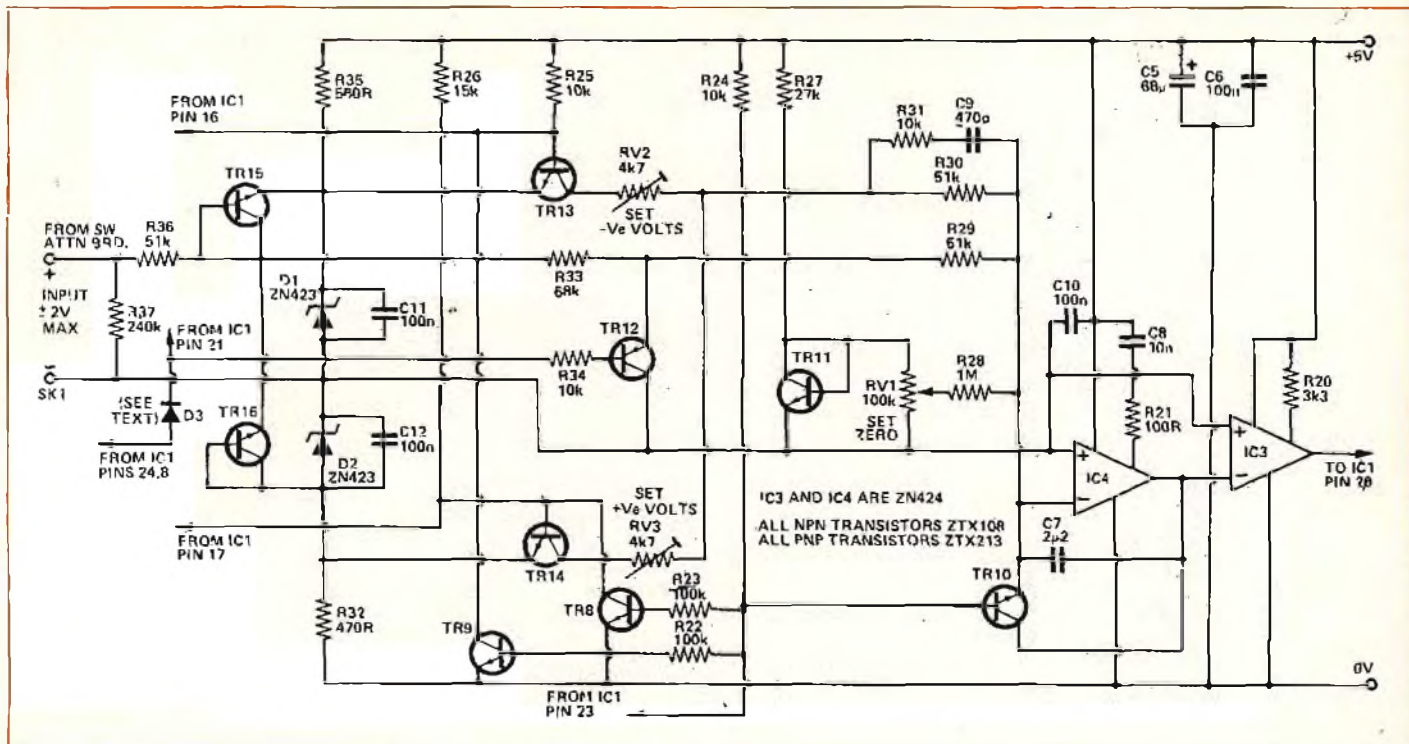 R35
560R
R26
15k
R25
10k
R24
10k
R27
27k
C5
68µ
+
C6
100n
+5V
FROM IC1
PIN 16
R31
10k
C9
470p
TR15
TR13
RV2
4k7
SET
-Ve VOLTS
R30
51k
FROM SW
ATTN BRD.
+
INPUT
±2V
MAX
R36
51k
R37
240k
R33
68k
R29
51k
D1
ZN423
C11
100n
FROM IC1
PIN 21
TR12
R34
10k
TR11
RV1
100k
SET
ZERO
R28
1M
C10
100n
C8
10n
R21
100R
R20
3k3
-
SK1
(SEE
TEXT)
D3
TR16
FROM IC1
PINS 24,8
D2
ZN423
C12
100n
+
-
IC4
+
-
IC3
TO IC1
PIN 28
IC3 AND IC4 ARE ZN424
ALL NPN TRANSISTORS ZTX108
ALL PNP TRANSISTORS ZTX213
FROM IC1
PIN 17
SET
+Ve VOLTS
RV3
4k7
TR14
C7
2µ2
TR10
R32
470R
TR9
TR8
R23
100k
R22
100k
0V
FROM IC1
PIN 23